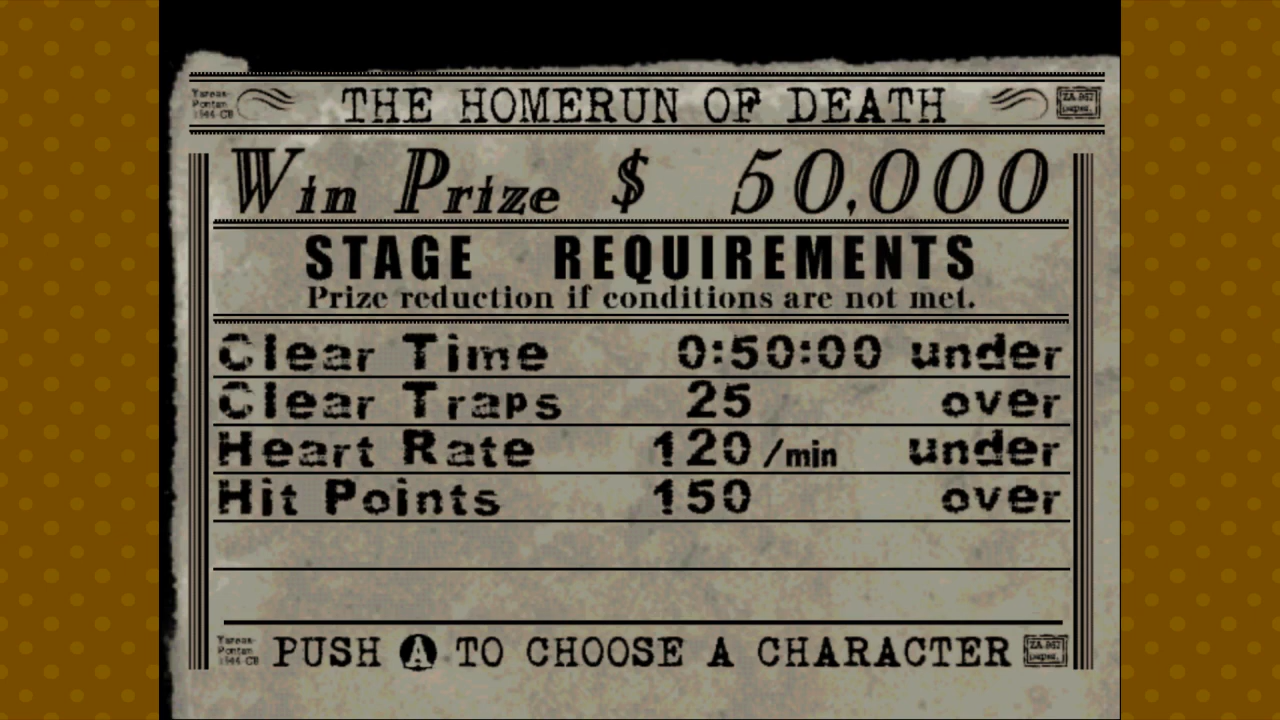 THE HOMERUN OF DEATH
Win Prize $ 50,000
STAGE REQUIREMENTS
Prize reduction if conditions are not met.
Clear Time 0:50:00 under
Clear Traps 25 over
Heart Rate 120 /min under
Hit Points 150 over
PUSH A TO CHOOSE A CHARACTER